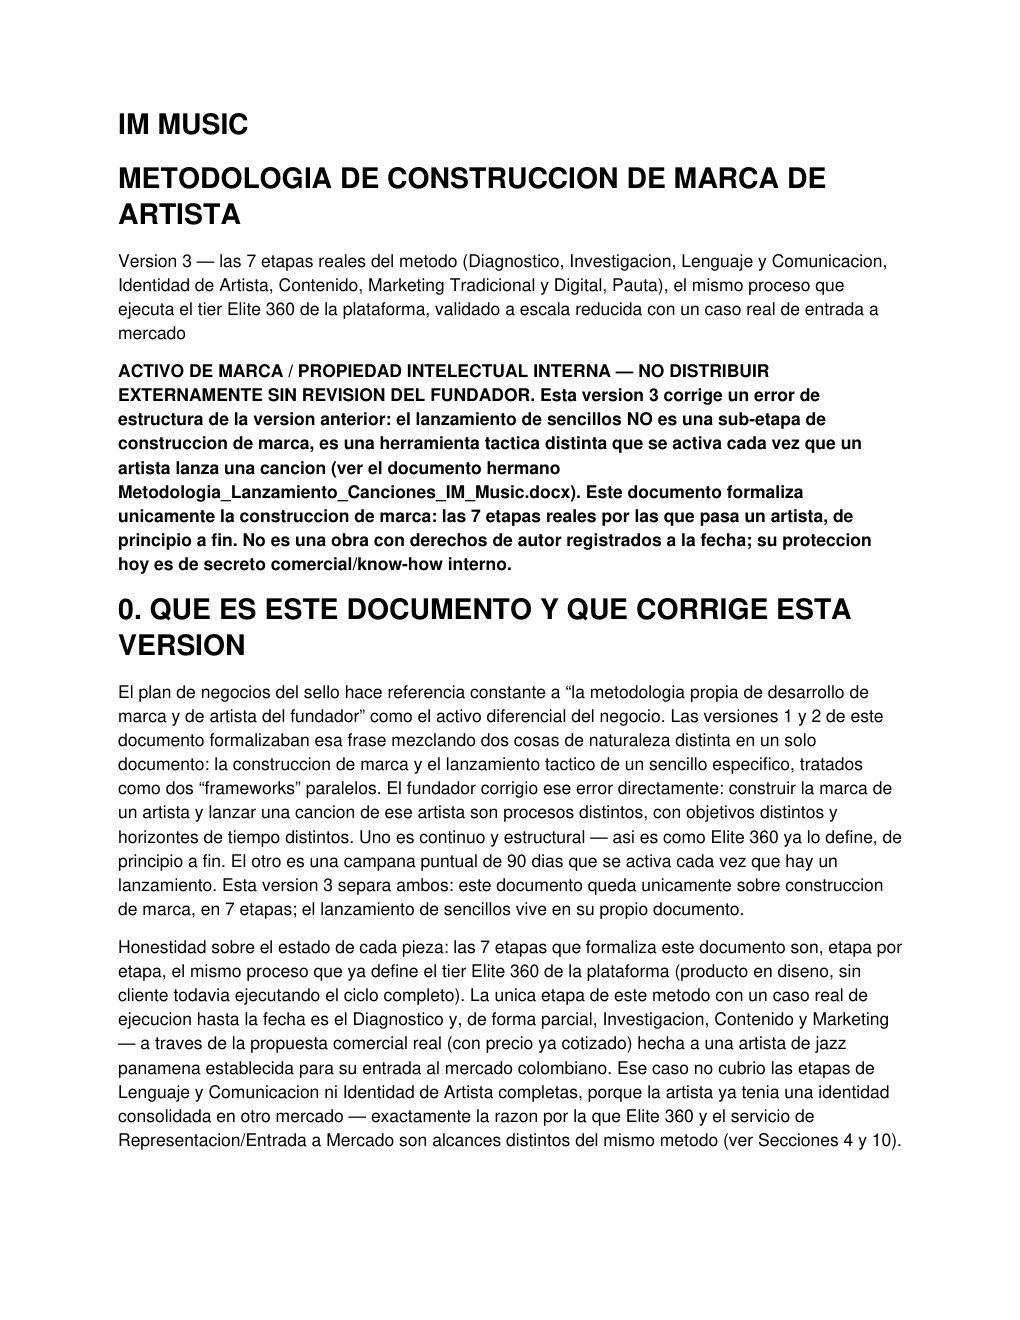 IM MUSIC
METODOLOGIA DE CONSTRUCCION DE MARCA DE
ARTISTA
Version 3 — las 7 etapas reales del metodo (Diagnostico, Investigacion, Lenguaje y Comunicacion,
Identidad de Artista, Contenido, Marketing Tradicional y Digital, Pauta), el mismo proceso que
ejecuta el tier Elite 360 de la plataforma, validado a escala reducida con un caso real de entrada a
mercado
ACTIVO DE MARCA / PROPIEDAD INTELECTUAL INTERNA — NO DISTRIBUIR
EXTERNAMENTE SIN REVISION DEL FUNDADOR. Esta version 3 corrige un error de
estructura de la version anterior: el lanzamiento de sencillos NO es una sub-etapa de
construccion de marca, es una herramienta tactica distinta que se activa cada vez que un
artista lanza una cancion (ver el documento hermano
Metodologia_Lanzamiento_Canciones_IM_Music.docx). Este documento formaliza
unicamente la construccion de marca: las 7 etapas reales por las que pasa un artista, de
principio a fin. No es una obra con derechos de autor registrados a la fecha; su proteccion
hoy es de secreto comercial/know-how interno.
0. QUE ES ESTE DOCUMENTO Y QUE CORRIGE ESTA
VERSION
El plan de negocios del sello hace referencia constante a “la metodologia propia de desarrollo de
marca y de artista del fundador” como el activo diferencial del negocio. Las versiones 1 y 2 de este
documento formalizaban esa frase mezclando dos cosas de naturaleza distinta en un solo
documento: la construccion de marca y el lanzamiento tactico de un sencillo especifico, tratados
como dos “frameworks” paralelos. El fundador corrigio ese error directamente: construir la marca de
un artista y lanzar una cancion de ese artista son procesos distintos, con objetivos distintos y
horizontes de tiempo distintos. Uno es continuo y estructural — asi es como Elite 360 ya lo define, de
principio a fin. El otro es una campana puntual de 90 dias que se activa cada vez que hay un
lanzamiento. Esta version 3 separa ambos: este documento queda unicamente sobre construccion
de marca, en 7 etapas; el lanzamiento de sencillos vive en su propio documento.
Honestidad sobre el estado de cada pieza: las 7 etapas que formaliza este documento son, etapa por
etapa, el mismo proceso que ya define el tier Elite 360 de la plataforma (producto en diseno, sin
cliente todavia ejecutando el ciclo completo). La unica etapa de este metodo con un caso real de
ejecucion hasta la fecha es el Diagnostico y, de forma parcial, Investigacion, Contenido y Marketing
— a traves de la propuesta comercial real (con precio ya cotizado) hecha a una artista de jazz
panamena establecida para su entrada al mercado colombiano. Ese caso no cubrio las etapas de
Lenguaje y Comunicacion ni Identidad de Artista completas, porque la artista ya tenia una identidad
consolidada en otro mercado — exactamente la razon por la que Elite 360 y el servicio de
Representacion/Entrada a Mercado son alcances distintos del mismo metodo (ver Secciones 4 y 10).